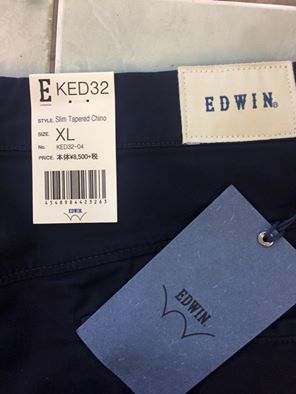 E KED32
STYLE. Slim Tapered Chino
SIZE. XL
No. KED32-04
PRICE. 本体¥8,500+税
EDWIN.
4548984423263
EDWIN®
EDWIN.